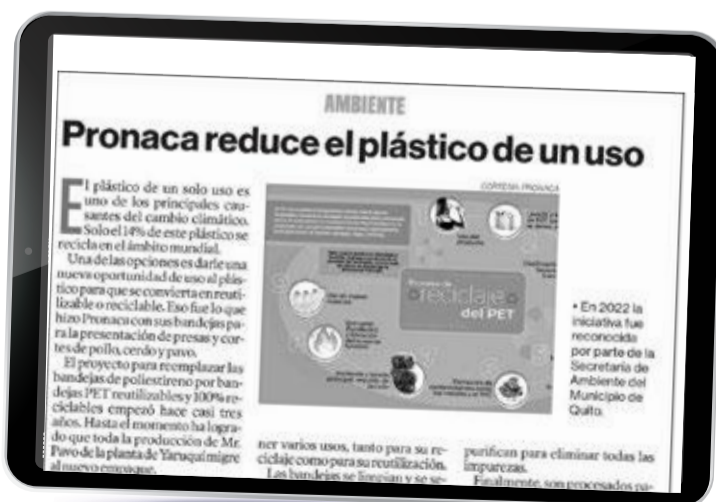 AMBIENTE
Pronaca reduce el plástico de un uso
CORTESÍA PRONACA
El plástico de un solo uso es
uno de los principales cau-
santes del cambio climático.
Solo el 14% de este plástico se
recicla en el ámbito mundial.
Una de las opciones es darle una
nueva oportunidad de uso al plás-
tico para que se convierta en reuti-
lizable o reciclable. Eso fue lo que
hizo Pronaca con sus bandejas pa-
ra la presentación de presas y cor-
tes de pollo, cerdo y pavo.
El proyecto para reemplazar las
bandejas de poliestireno por ban-
dejas PET reutilizables y 100% re-
ciclables empezó hace casi tres
años. Hasta el momento ha logra-
do que toda la producción de Mr.
Pavo de la planta de Yaruquí migre
al nuevo empaque.
reciclaje
del PET
• En 2022 la
iniciativa fue
reconocida
por parte de la
Secretaría de
Ambiente del
Municipio de
Quito.
ner varios usos, tanto para su re-
ciclaje como para su reutilización.
Las bandejas se limpian y se se-
purifican para eliminar todas las
impurezas.
Finalmente, son procesados pa-